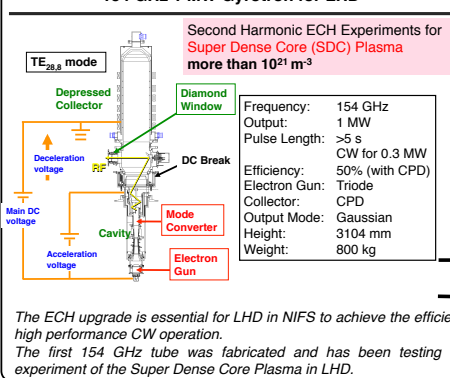 154 GHz 1 MW Gyrotron for LHD
Second Harmonic ECH Experiments for
Super Dense Core (SDC) Plasma
more than 10²¹ m⁻³
TE28,8 mode
Depressed
Collector
Diamond
Window
Deceleration
voltage
RF
DC Break
Main DC
voltage
Mode
Converter
Cavity
Acceleration
voltage
Electron
Gun
Frequency: 154 GHz
Output: 1 MW
Pulse Length: >5 s
CW for 0.3 MW
Efficiency: 50% (with CPD)
Electron Gun: Triode
Collector: CPD
Output Mode: Gaussian
Height: 3104 mm
Weight: 800 kg
The ECH upgrade is essential for LHD in NIFS to achieve the efficie
high performance CW operation.
The first 154 GHz tube was fabricated and has been testing
experiment of the Super Dense Core Plasma in LHD.